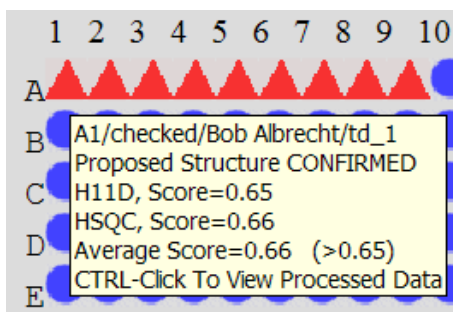 1 2 3 4 5 6 7 8 9 10
A
B
A1/checked/Bob Albrecht/td_1
Proposed Structure CONFIRMED
C
H11D, Score=0.65
HSQC, Score=0.66
D
Average Score=0.66 (>0.65)
CTRL-Click To View Processed Data
E